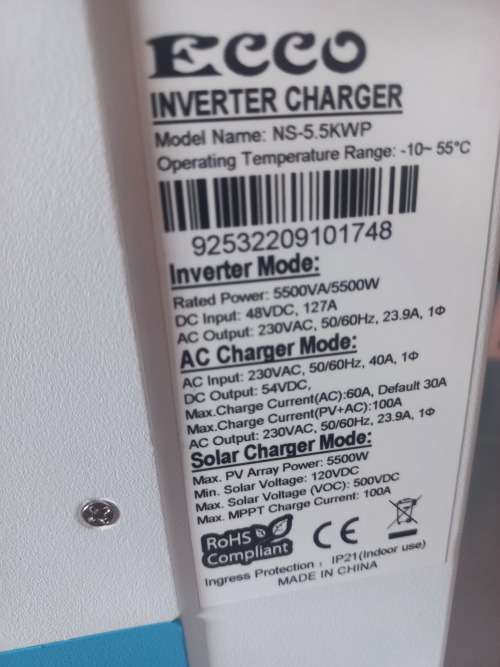 ECCO
INVERTER CHARGER
Model Name: NS-5.5KWP
Operating Temperature Range: -10~ 55°C
92532209101748
Inverter Mode:
Rated Power: 5500VA/5500W
DC Input: 48VDC, 127A
AC Output: 230VAC, 50/60Hz, 23.9A, 1Φ
AC Charger Mode:
AC Input: 230VAC, 50/60Hz, 40A, 1Φ
DC Output: 54VDC,
Max.Charge Current(AC):60A, Default 30A
Max.Charge Current(PV+AC):100A
AC Output: 230VAC, 50/60Hz, 23.9A, 1Φ
Solar Charger Mode:
Max. PV Array Power: 5500W
Min. Solar Voltage: 120VDC
Max. Solar Voltage (VOC): 500VDC
Max. MPPT Charge Current: 100A
RoHS
Compliant
CE
Ingress Protection : IP21(Indoor use)
MADE IN CHINA